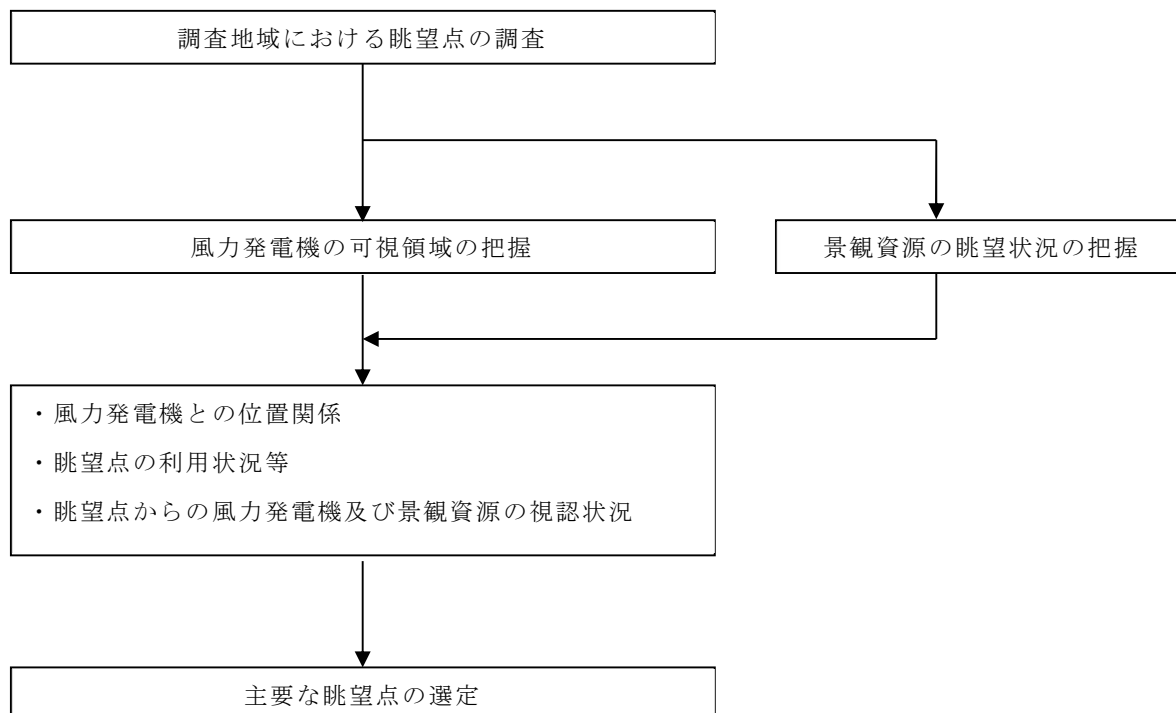 調査地域における眺望点の調査
風力発電機の可視領域の把握
景観資源の眺望状況の把握
・風力発電機との位置関係
・眺望点の利用状況等
・眺望点からの風力発電機及び景観資源の視認状況
主要な眺望点の選定